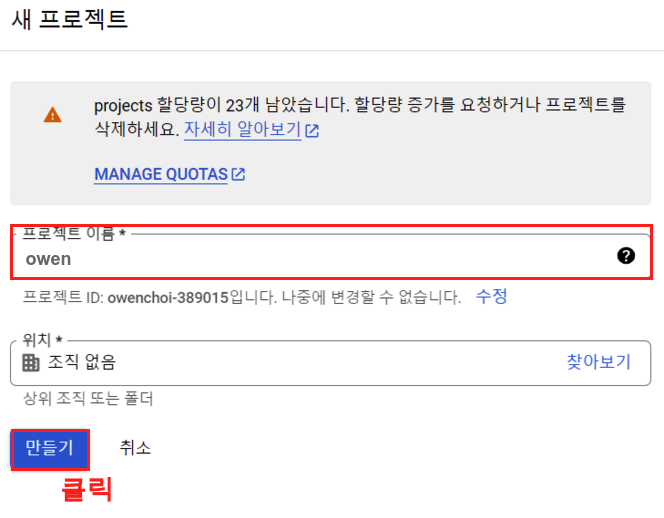 새 프로젝트
projects 할당량이 23개 남았습니다. 할당량 증가를 요청하거나 프로젝트를
삭제하세요. 자세히 알아보기
MANAGE QUOTAS
프로젝트 이름 *
owen
프로젝트 ID: owenchoi-389015입니다. 나중에 변경할 수 없습니다. 수정
위치 *
조직 없음 찾아보기
상위 조직 또는 폴더
만들기 취소
클릭